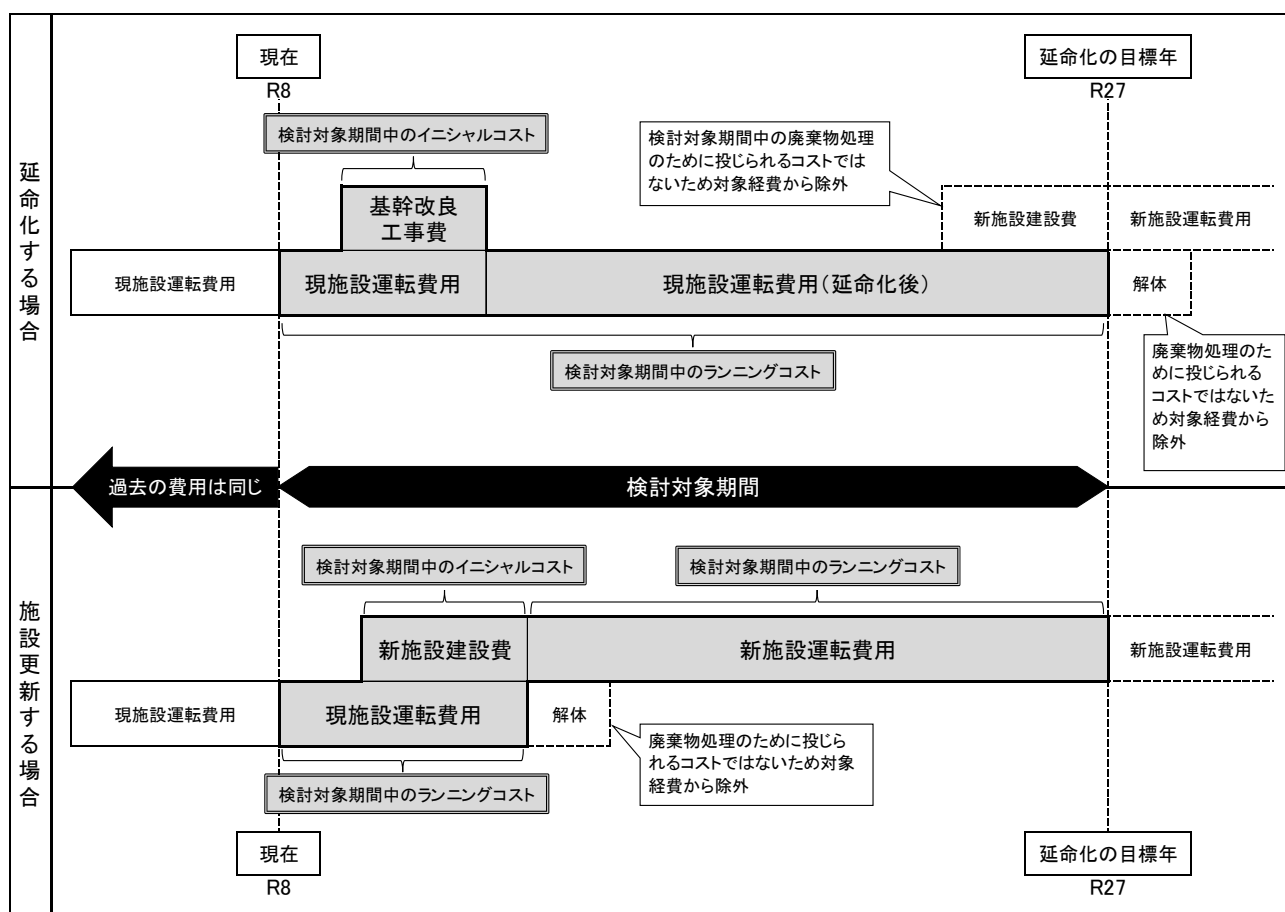 延命化する場合
現在
R8
延命化の目標年
R27
検討対象期間中のイニシャルコスト
検討対象期間中の廃棄物処理
のために投じられるコストでは
ないため対象経費から除外
基幹改良
工事費
新施設建設費
新施設運転費用
現施設運転費用
現施設運転費用
現施設運転費用(延命化後)
解体
検討対象期間中のランニングコスト
廃棄物処理のた
めに投じられる
コストではないた
め対象経費から
除外
過去の費用は同じ
検討対象期間
施設更新する場合
検討対象期間中のイニシャルコスト
検討対象期間中のランニングコスト
新施設建設費
新施設運転費用
新施設運転費用
現施設運転費用
現施設運転費用
解体
廃棄物処理のために投じら
れるコストではないため対象
経費から除外
検討対象期間中のランニングコスト
現在
R8
延命化の目標年
R27